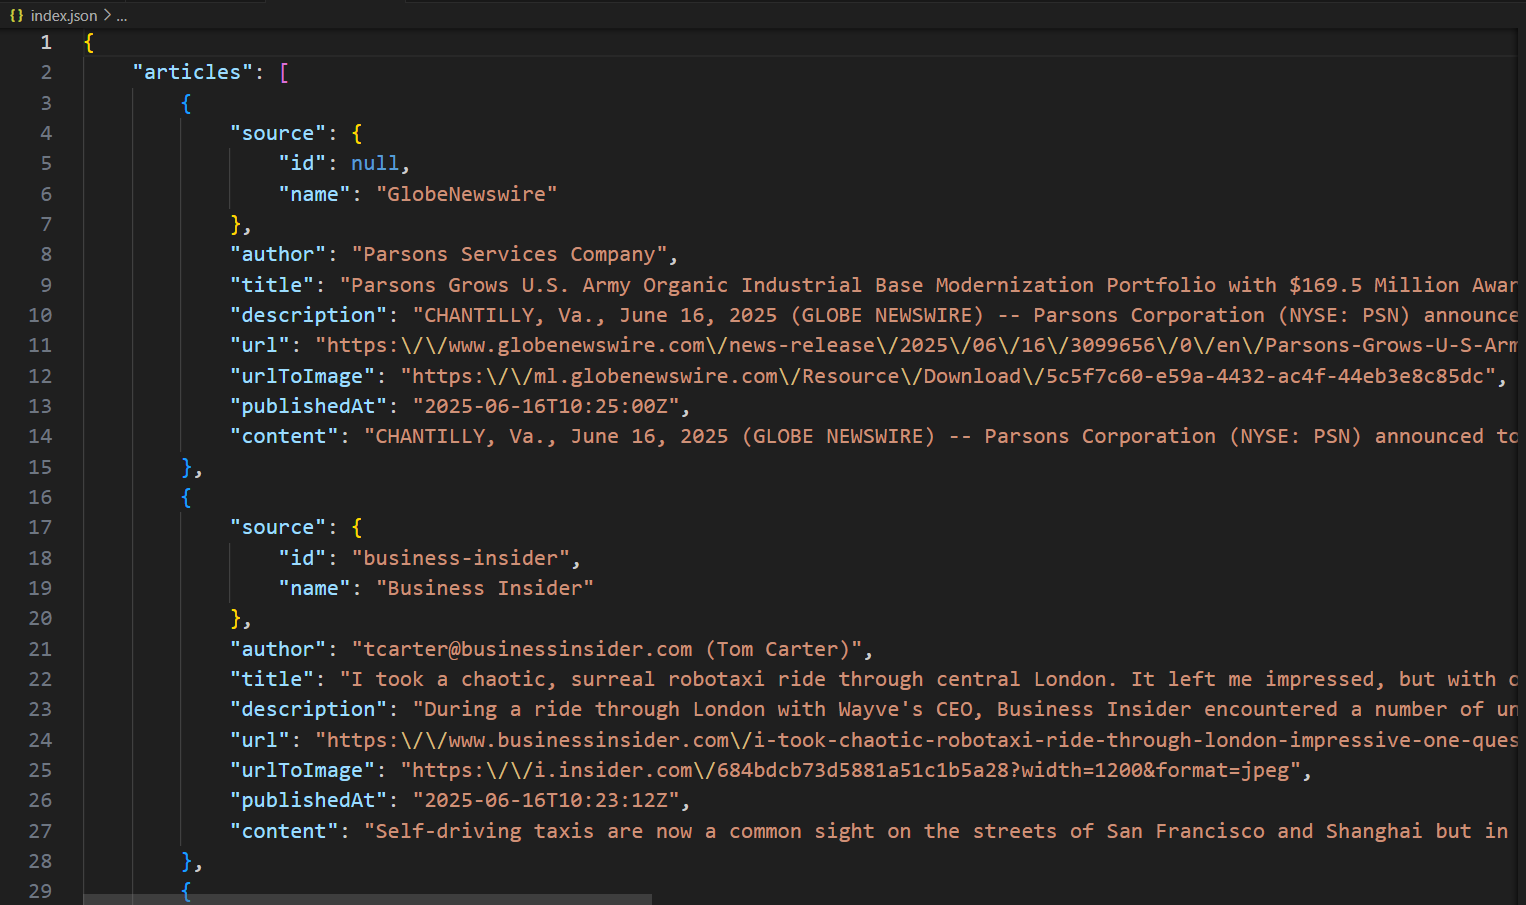 {} index.json > ...
1 {
2 "articles": [
3 {
4 "source": {
5 "id": null,
6 "name": "GlobeNewswire"
7 },
8 "author": "Parsons Services Company",
9 "title": "Parsons Grows U.S. Army Organic Industrial Base Modernization Portfolio with $169.5 Million Awar
10 "description": "CHANTILLY, Va., June 16, 2025 (GLOBE NEWSWIRE) -- Parsons Corporation (NYSE: PSN) announce
11 "url": "https:\/\/www.globenewswire.com\/news-release\/2025\/06\/16\/3099656\/0\/en\/Parsons-Grows-U-S-Arm
12 "urlToImage": "https:\/\/ml.globenewswire.com\/Resource\/Download\/5c5f7c60-e59a-4432-ac4f-44eb3e8c85dc",
13 "publishedAt": "2025-06-16T10:25:00Z",
14 "content": "CHANTILLY, Va., June 16, 2025 (GLOBE NEWSWIRE) -- Parsons Corporation (NYSE: PSN) announced to
15 },
16 {
17 "source": {
18 "id": "business-insider",
19 "name": "Business Insider"
20 },
21 "author": "tcarter@businessinsider.com (Tom Carter)",
22 "title": "I took a chaotic, surreal robotaxi ride through central London. It left me impressed, but with
23 "description": "During a ride through London with Wayve's CEO, Business Insider encountered a number of un
24 "url": "https:\/\/www.businessinsider.com\/i-took-chaotic-robotaxi-ride-through-london-impressive-one-ques
25 "urlToImage": "https:\/\/i.insider.com\/684bdcb73d5881a51c1b5a28?width=1200&format=jpeg",
26 "publishedAt": "2025-06-16T10:23:12Z",
27 "content": "Self-driving taxis are now a common sight on the streets of San Francisco and Shanghai but in
28 },
29 {